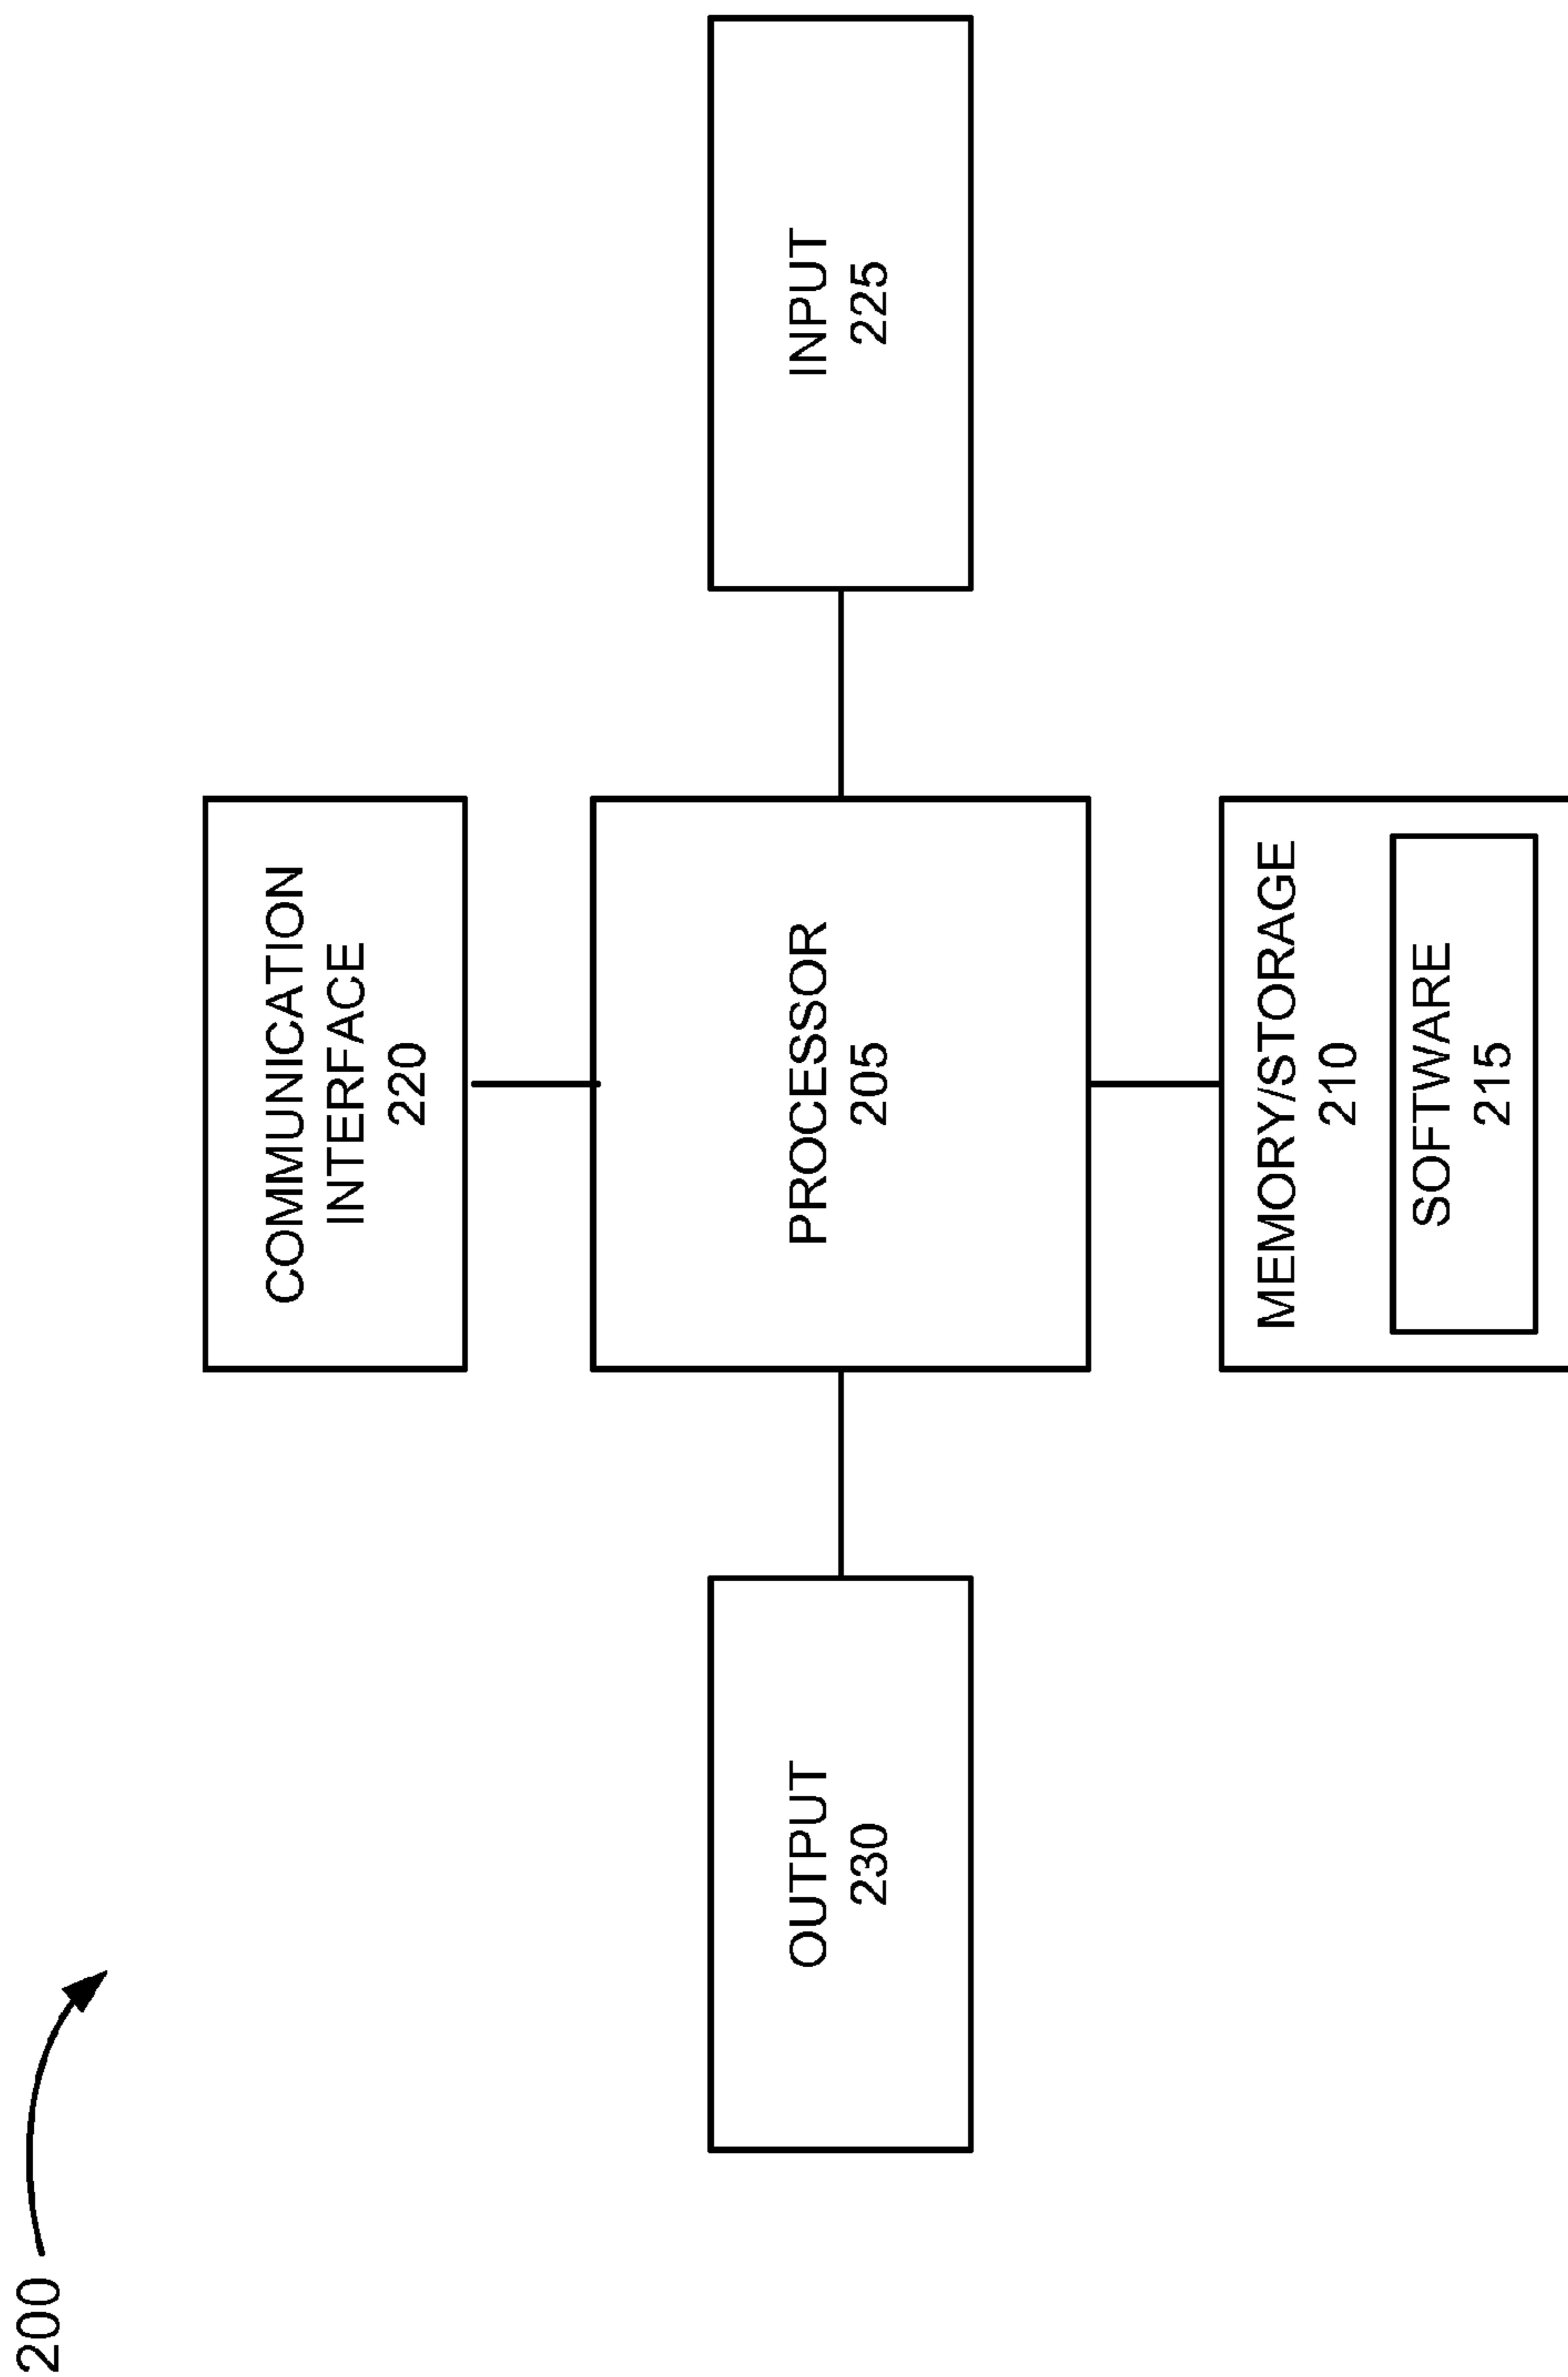 200
COMMUNICATION
INTERFACE
220
OUTPUT
230
PROCESSOR
205
INPUT
225
MEMORY/STORAGE
210
SOFTWARE
215